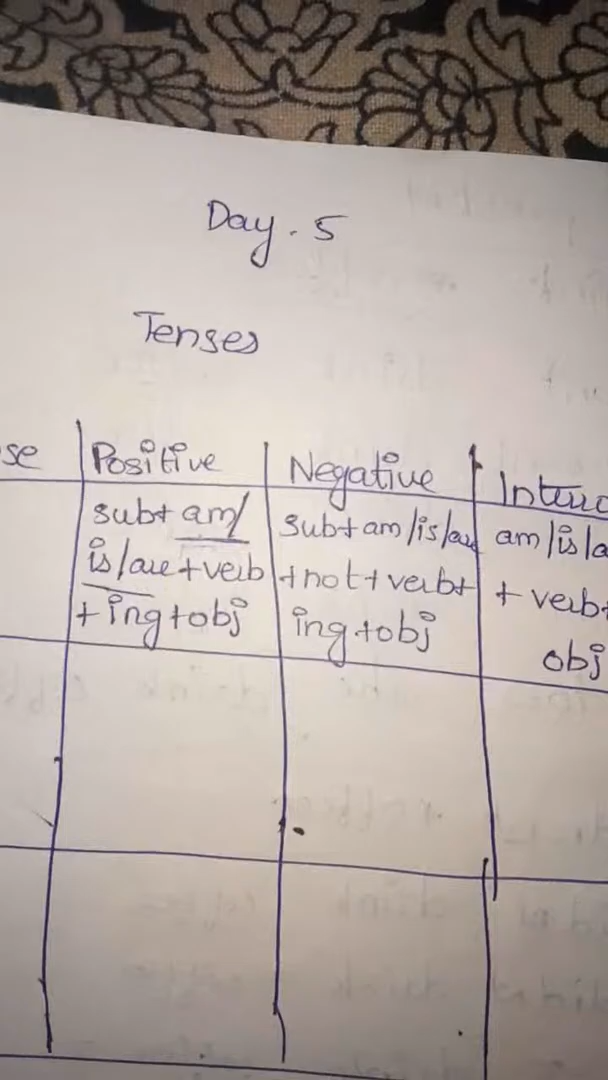 Day. 5
Tenses
se | Positive | Negative | Interro
sub+ am/ | sub+am/is/are | am/is/a
is/are+verb | +not+verb+ | + verb+
+ing+obj | ing+obj | obj